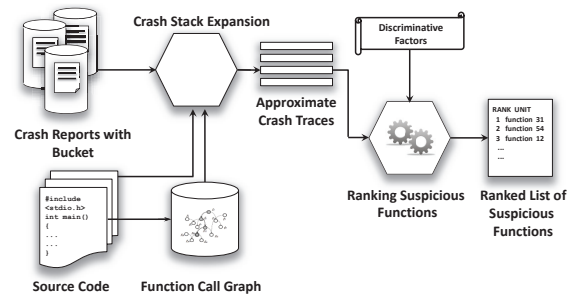 Crash Stack Expansion
Discriminative
Factors
Crash Reports with
Bucket
Approximate
Crash Traces
RANK UNIT
1 function 31
2 function 54
3 function 12
...
...
Ranking Suspicious
Functions
Ranked List of
Suspicious
Functions
#include
<stdio.h>
int main()
{
...
...
}
Source Code
Function Call Graph